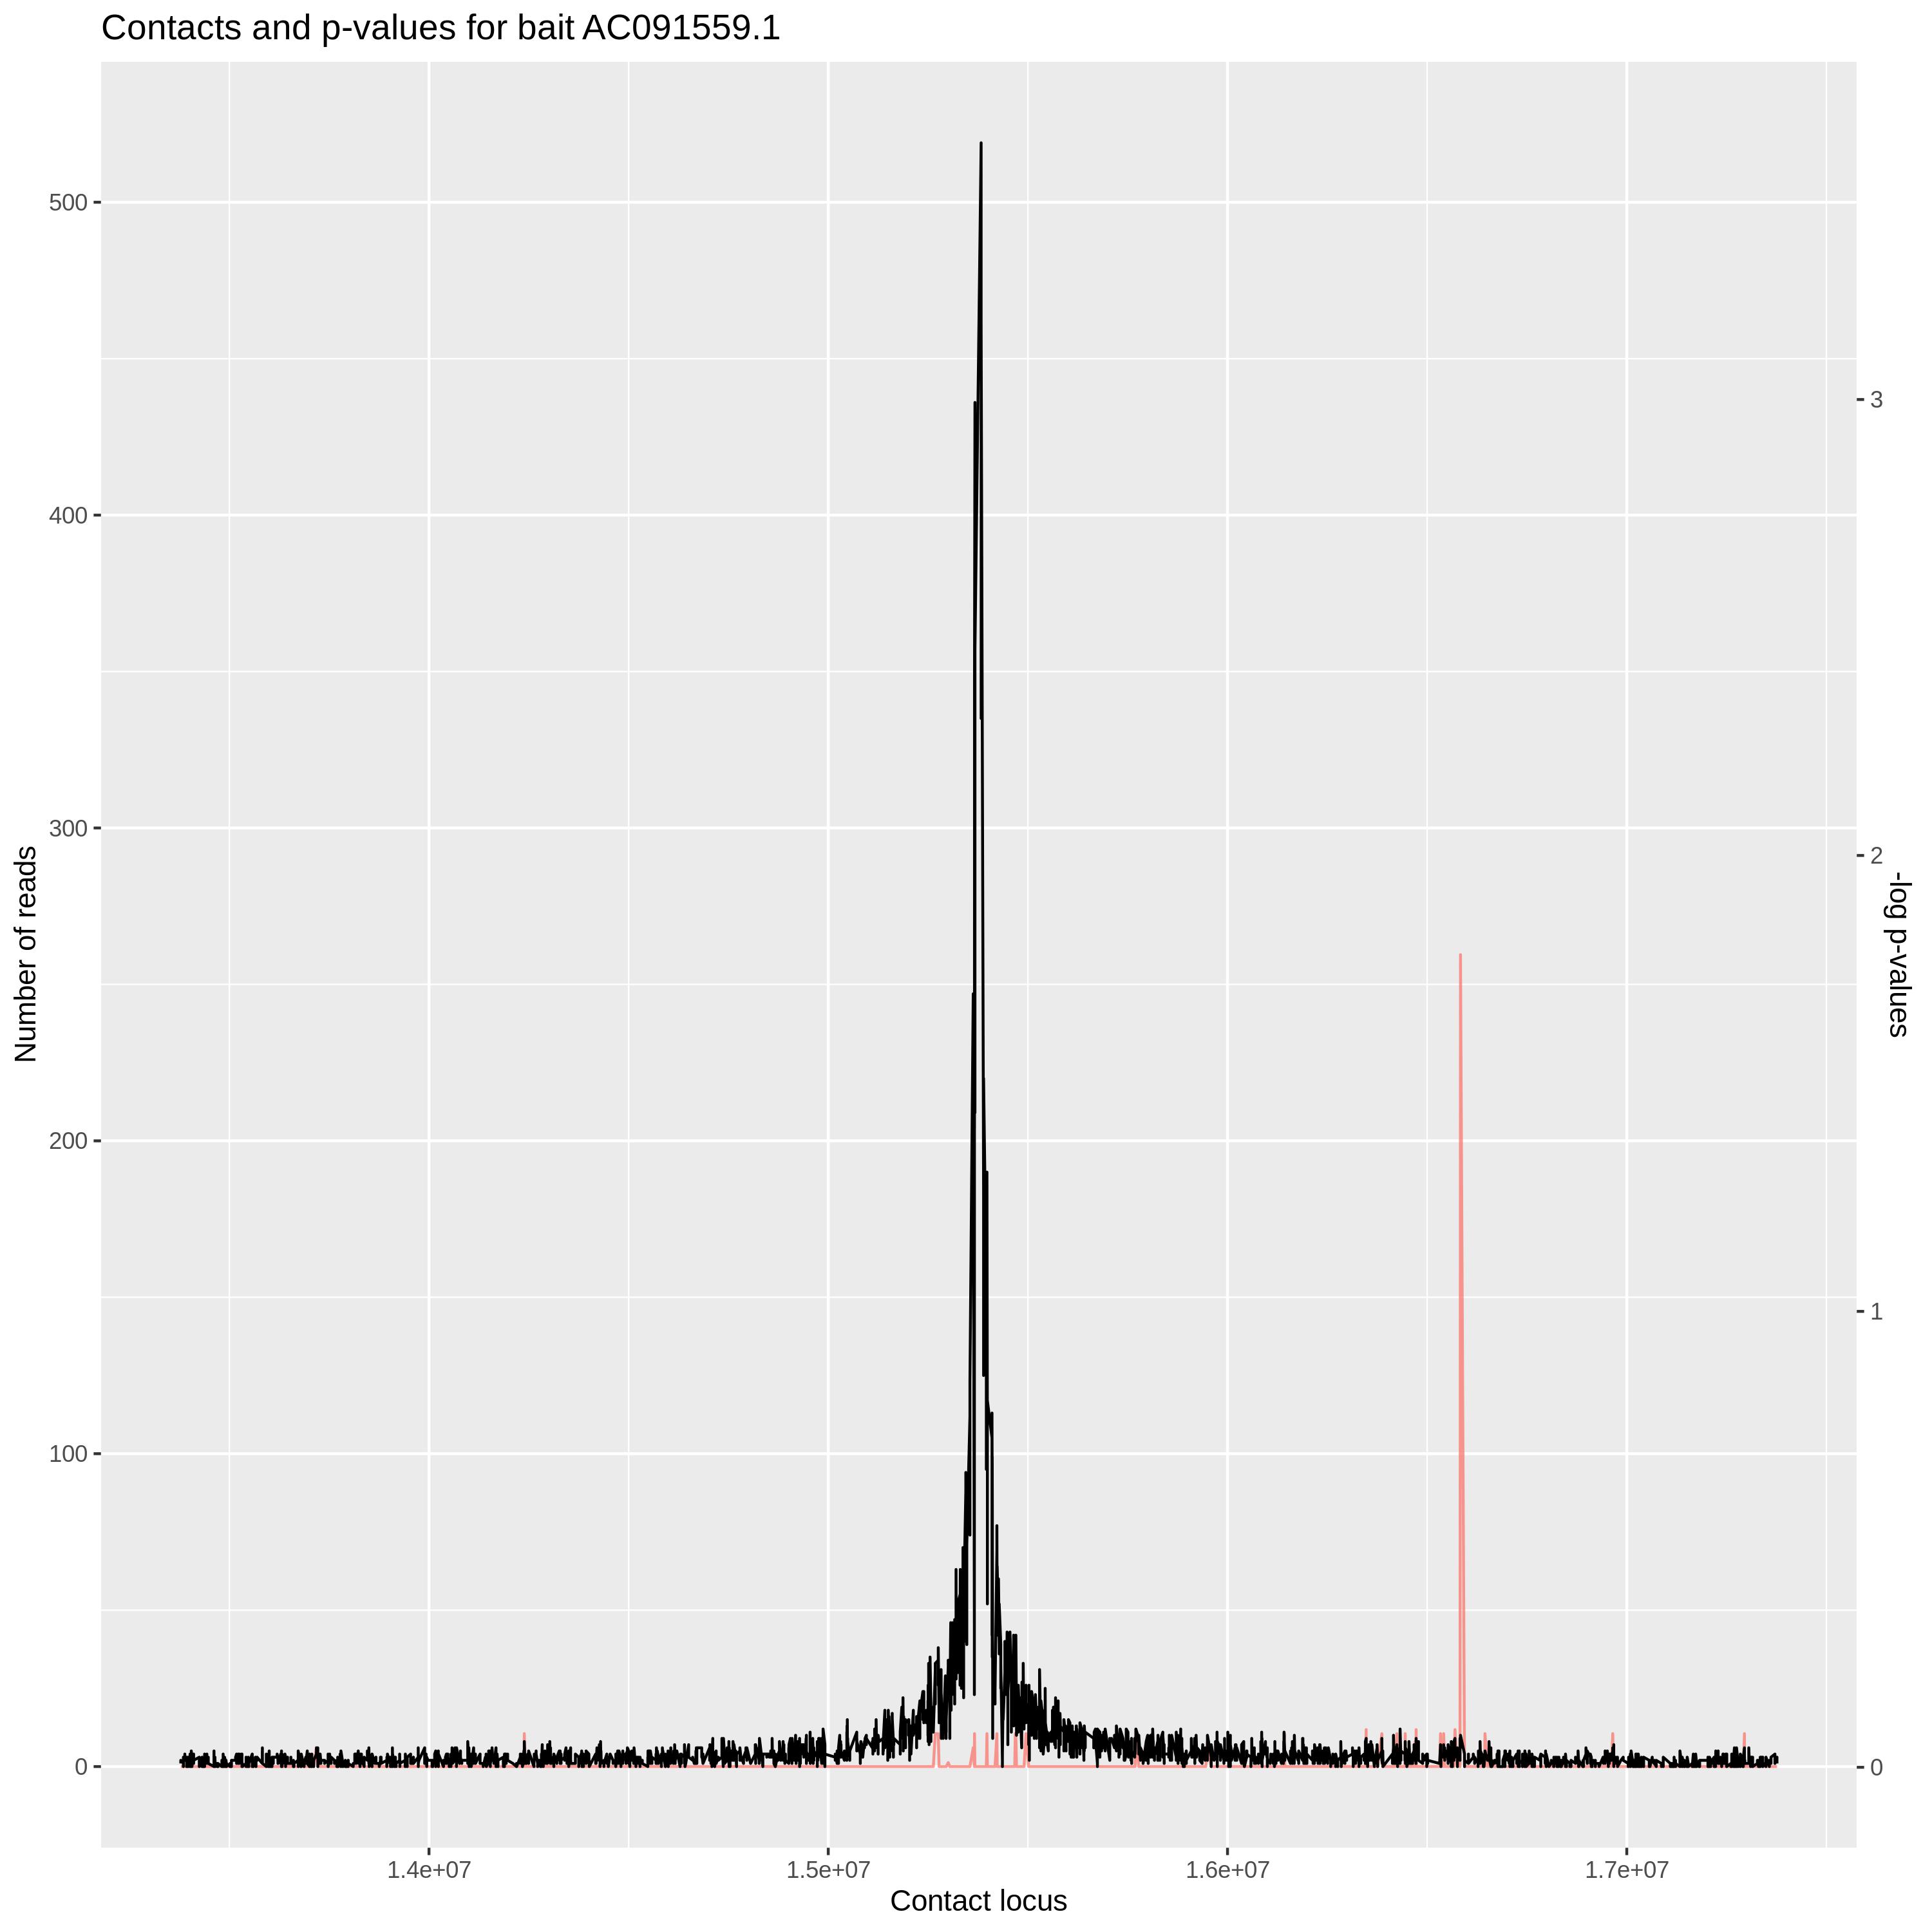 Contacts and p-values for bait AC091559.1
Number of reads
500
400
300
200
100
0
3
2
1
0
-log p-values
1.4e+07
1.5e+07
1.6e+07
1.7e+07
Contact locus